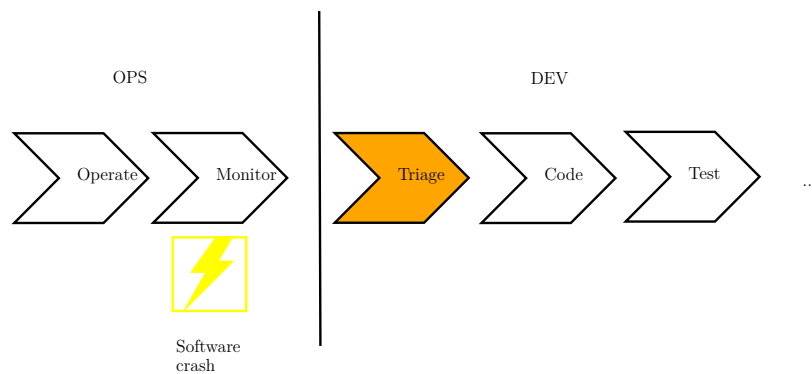 OPS
DEV
Operate
Monitor
Triage
Code
Test
..
Software
crash